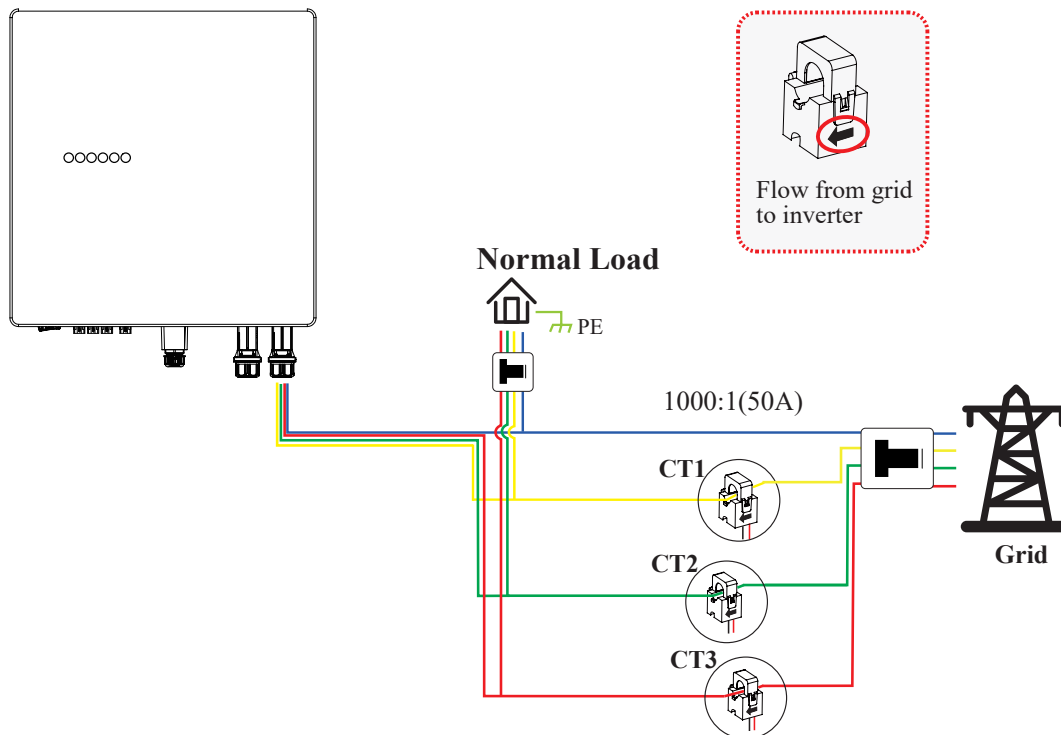 Flow from grid
to inverter
Normal Load
PE
1000:1(50A)
CT1
CT2
Grid
CT3